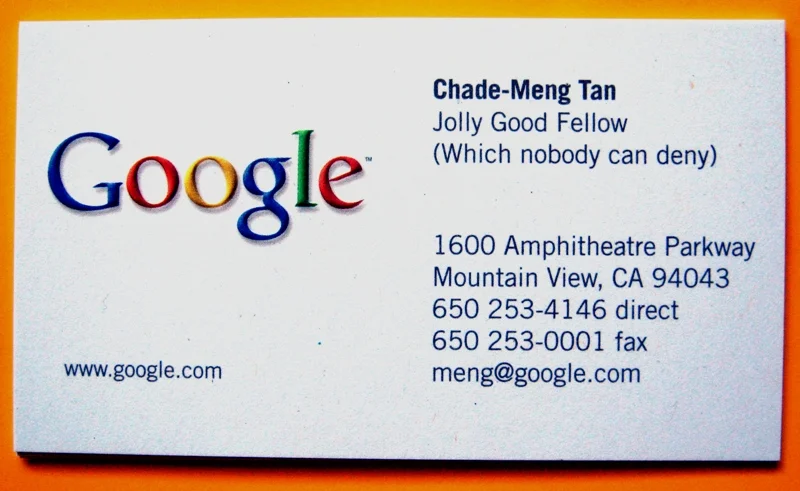 Google™
www.google.com
Chade-Meng Tan
Jolly Good Fellow
(Which nobody can deny)
1600 Amphitheatre Parkway
Mountain View, CA 94043
650 253-4146 direct
650 253-0001 fax
meng@google.com